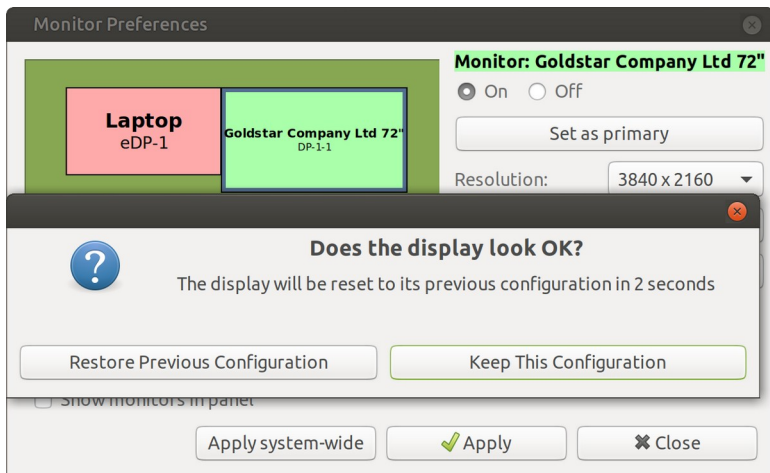 Monitor Preferences
Monitor: Goldstar Company Ltd 72"
On Off
Laptop
eDP-1
Goldstar Company Ltd 72"
DP-1-1
Set as primary
Resolution: 3840 x 2160
Does the display look OK?
The display will be reset to its previous configuration in 2 seconds
Restore Previous Configuration Keep This Configuration
Show monitors in panel
Apply system-wide Apply Close